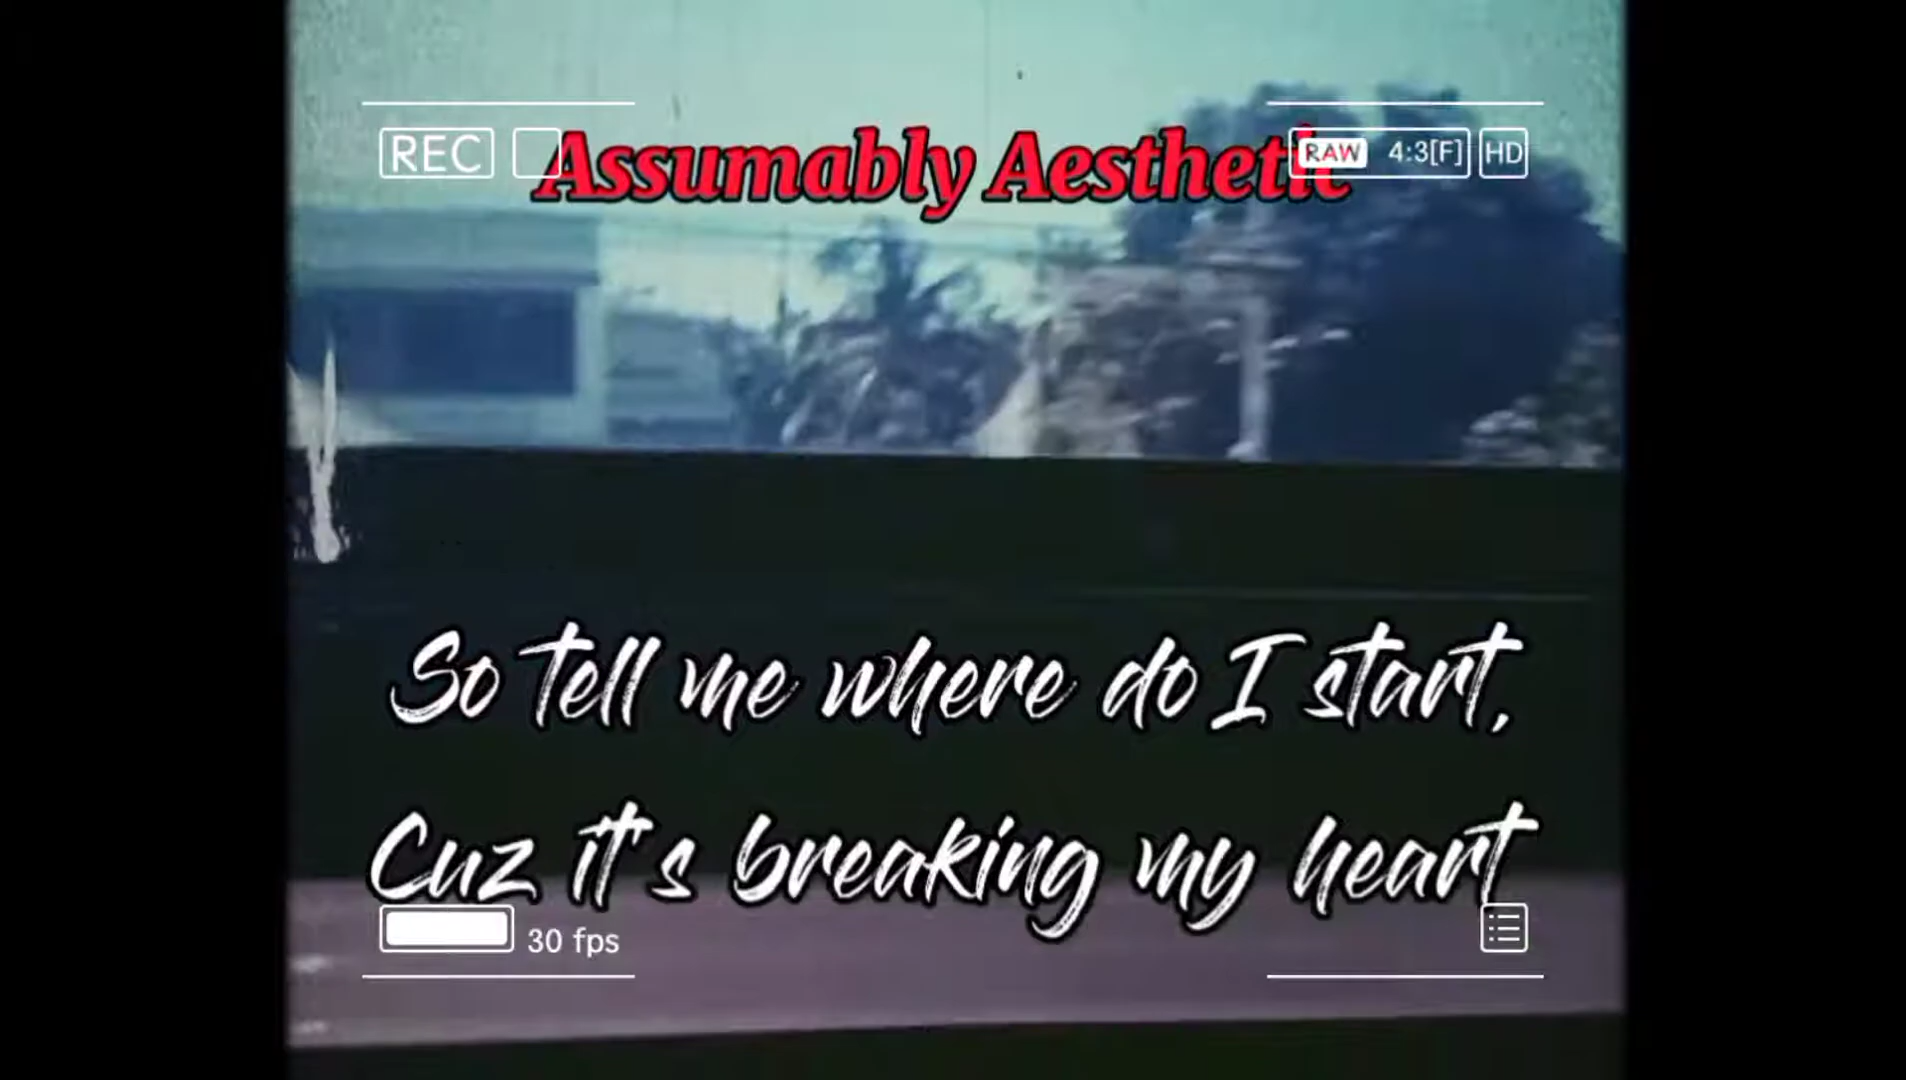 REC
Assumably Aesthetic
RAW 4:3[F] HD
So tell me where do I start,
Cuz it's breaking my heart
30 fps